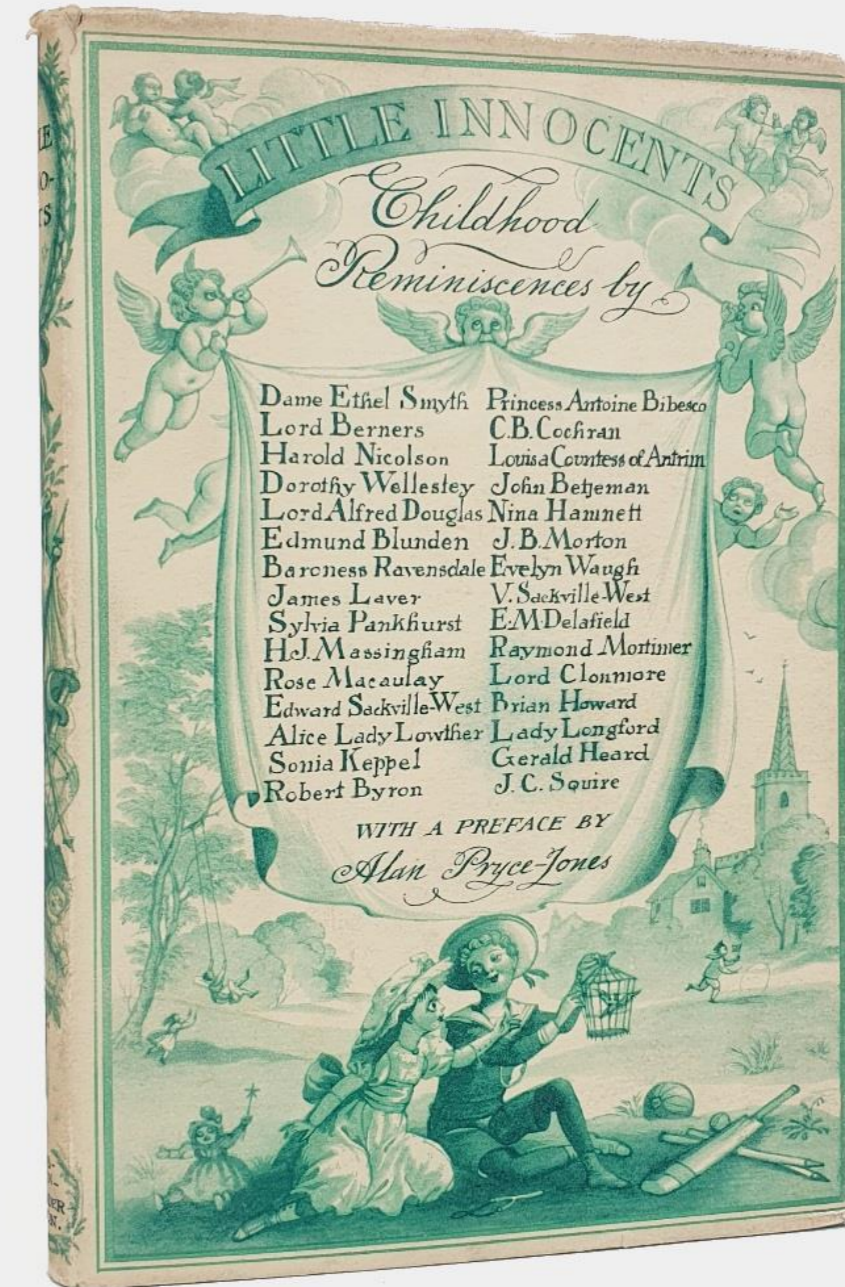 LITTLE INNOCENTS
Childhood
Reminiscences by
Dame Ethel Smyth
Lord Berners
Harold Nicolson
Dorothy Wellesley
Lord Alfred Douglas
Edmund Blunden
Baroness Ravensdale
James Laver
Sylvia Pankhurst
H.J. Massingham
Rose Macaulay
Edward Sackville-West
Alice Lady Lowther
Sonia Keppel
Robert Byron
Princess Antoine Bibesco
C.B. Cochran
Louisa Countess of Antrim
John Betjeman
Nina Hamnett
J.B. Morton
Evelyn Waugh
V. Sackville-West
E.M. Delafield
Raymond Mortimer
Lord Clonmore
Brian Howard
Lady Longford
Gerald Heard
J.C. Squire
WITH A PREFACE BY
Alan Pryce-Jones